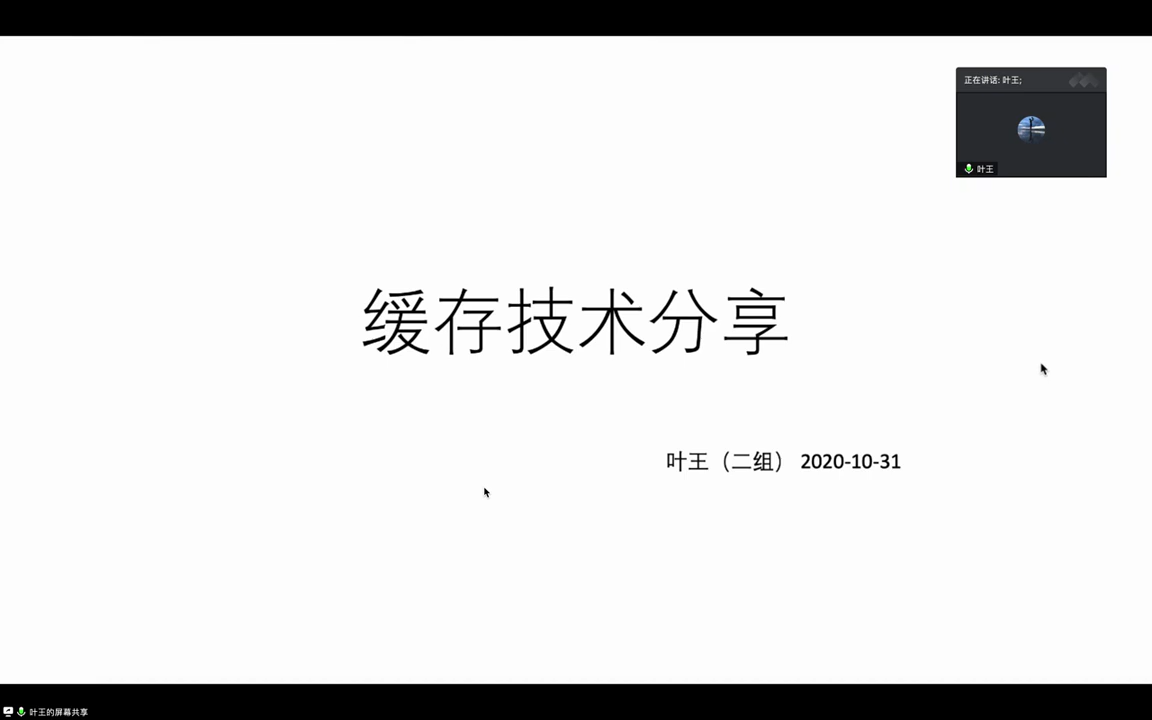 正在讲话: 叶王;
叶王
缓存技术分享
叶王（二组） 2020-10-31
叶王的屏幕共享